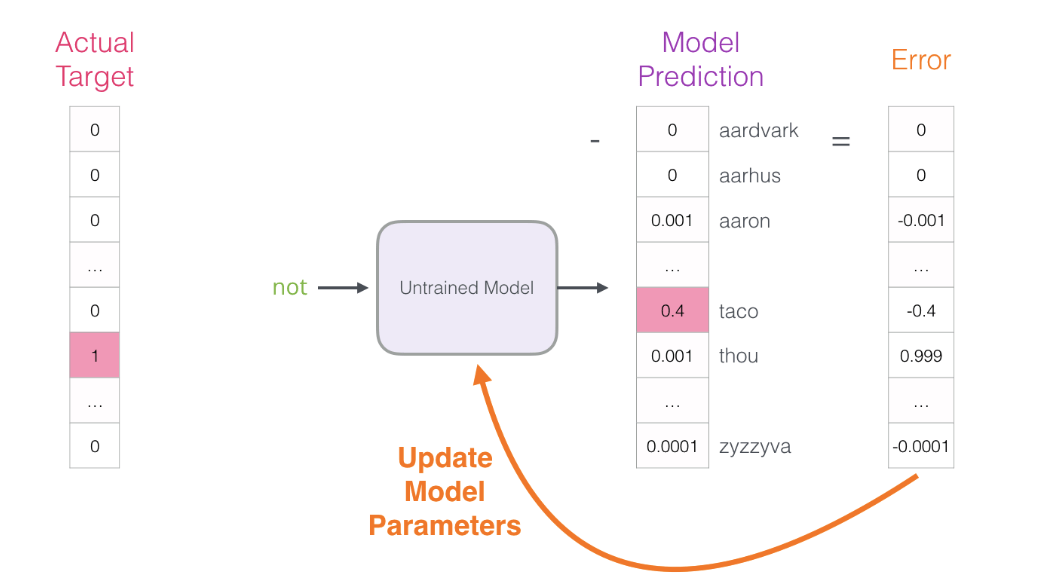 Actual
Target
Model
Prediction
Error
0
- 0 aardvark = 0
0
0 aarhus 0
0
0.001 aaron -0.001
...
... ...
not
Untrained Model
0
0.4 taco -0.4
1
0.001 thou 0.999
...
... ...
0
0.0001 zyzzyva -0.0001
Update
Model
Parameters